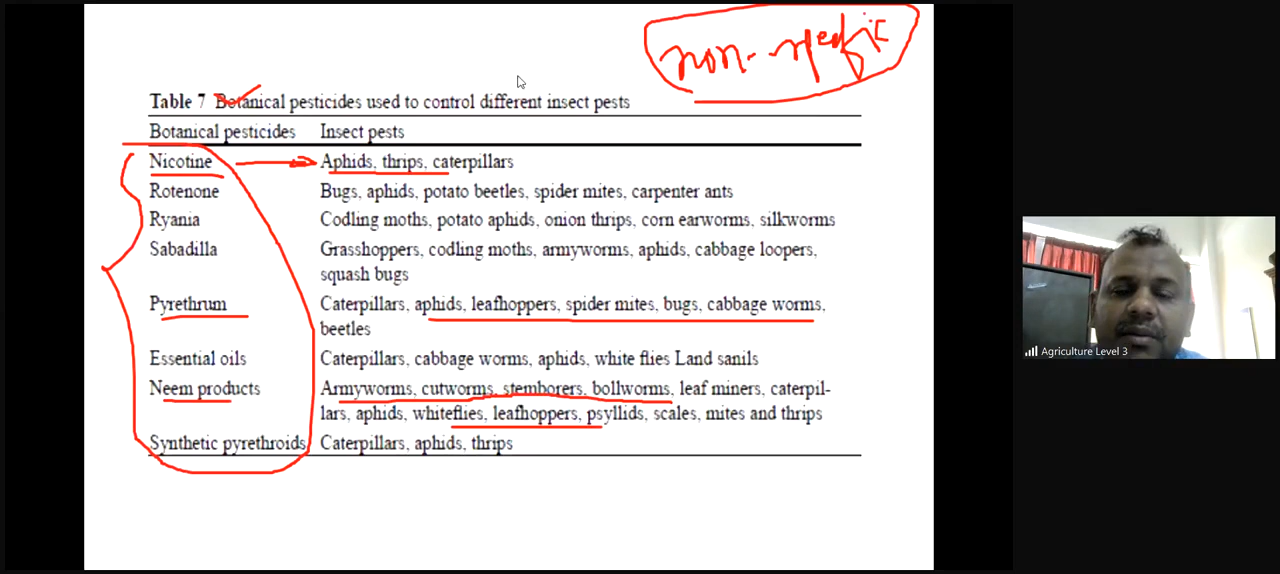 non-specific
Table 7 Botanical pesticides used to control different insect pests
Botanical pesticides Insect pests
Nicotine Aphids, thrips, caterpillars
Rotenone Bugs, aphids, potato beetles, spider mites, carpenter ants
Ryania Codling moths, potato aphids, onion thrips, corn earworms, silkworms
Sabadilla Grasshoppers, codling moths, armyworms, aphids, cabbage loopers,
squash bugs
Pyrethrum Caterpillars, aphids, leafhoppers, spider mites, bugs, cabbage worms,
beetles
Essential oils Caterpillars, cabbage worms, aphids, white flies Land sanils
Neem products Armyworms, cutworms, stemborers, bollworms, leaf miners, caterpil-
lars, aphids, whiteflies, leafhoppers, psyllids, scales, mites and thrips
Synthetic pyrethroids Caterpillars, aphids, thrips
Agriculture Level 3